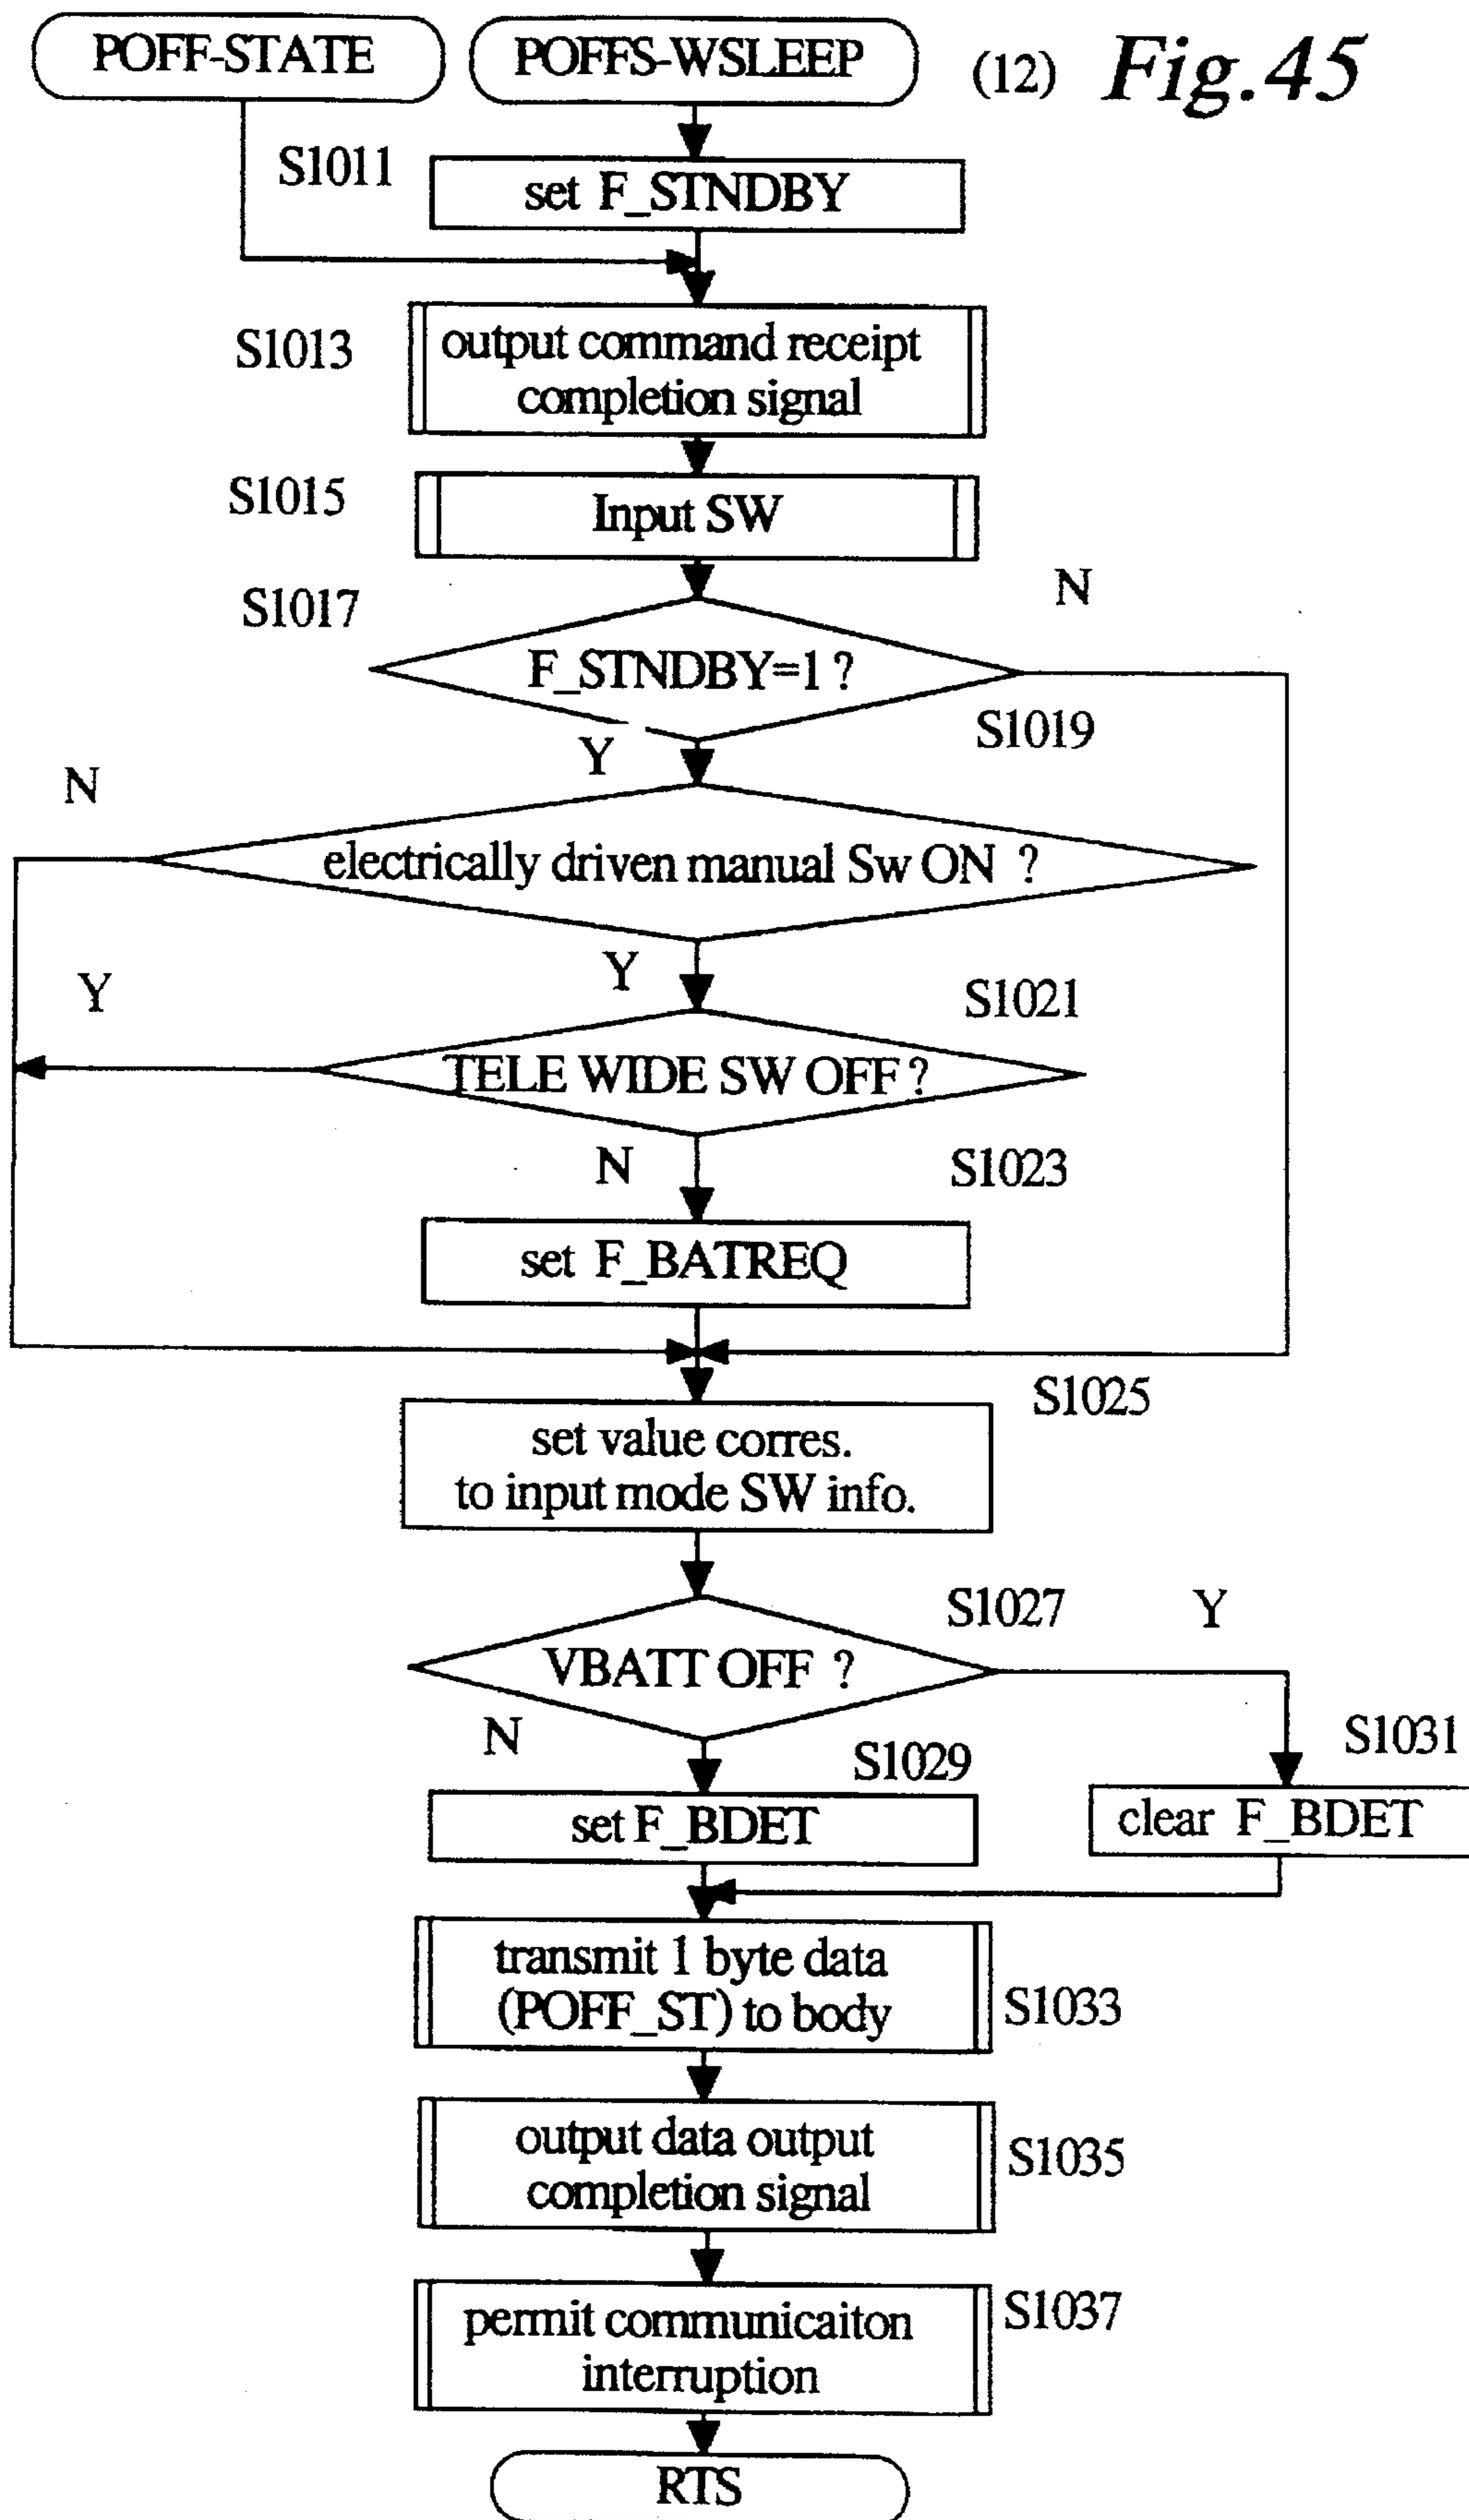 POFF-STATE
POFFS-WSLEEP
(12) Fig.45
S1011
set F_STNDBY
S1013
output command receipt
completion signal
S1015
Input SW
S1017
N
F_STNDBY=1 ?
S1019
Y
N
electrically driven manual Sw ON ?
Y
Y
S1021
TELE WIDE SW OFF ?
N
S1023
set F_BATREQ
S1025
set value corres.
to input mode SW info.
S1027
Y
VBATT OFF ?
N
S1029
S1031
set F_BDET
clear F_BDET
transmit 1 byte data
(POFF_ST) to body
S1033
output data output
completion signal
S1035
permit communicaiton
interruption
S1037
RTS